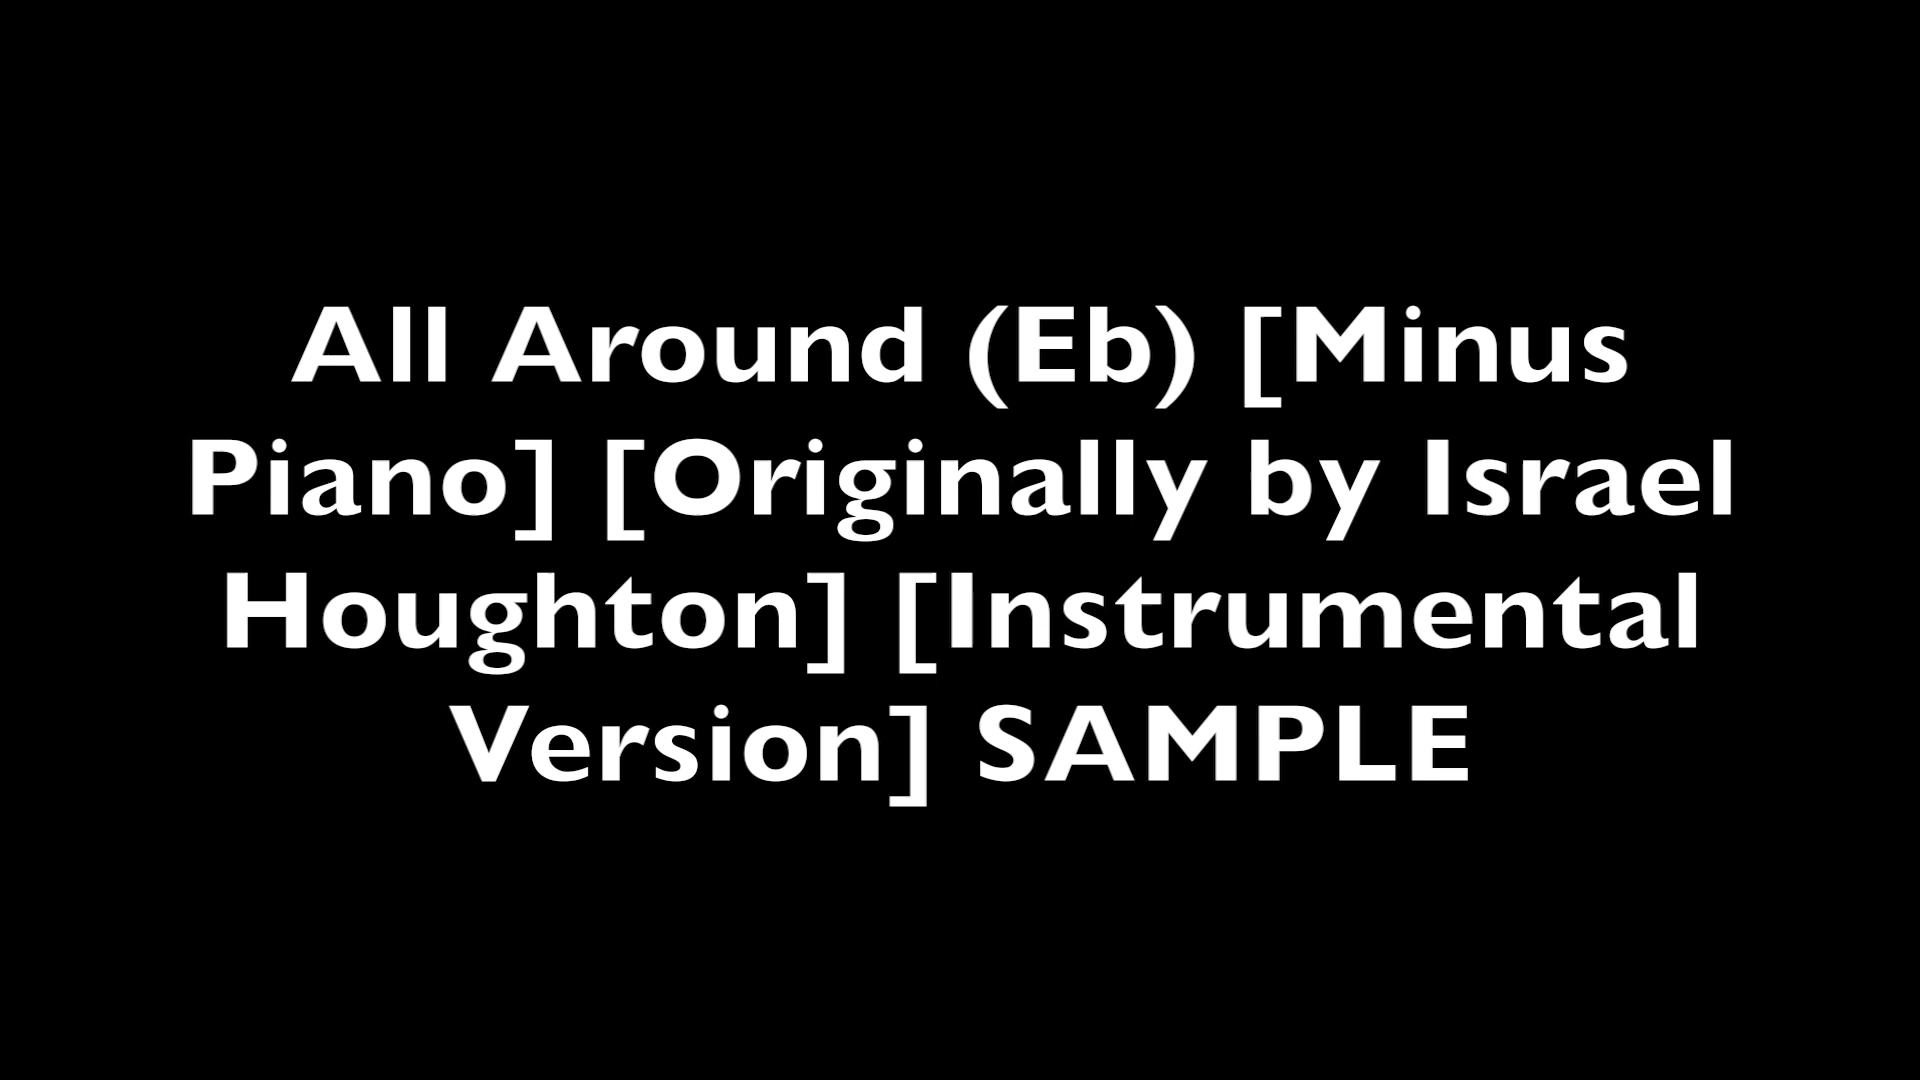 All Around (Eb) [Minus
Piano] [Originally by Israel
Houghton] [Instrumental
Version] SAMPLE